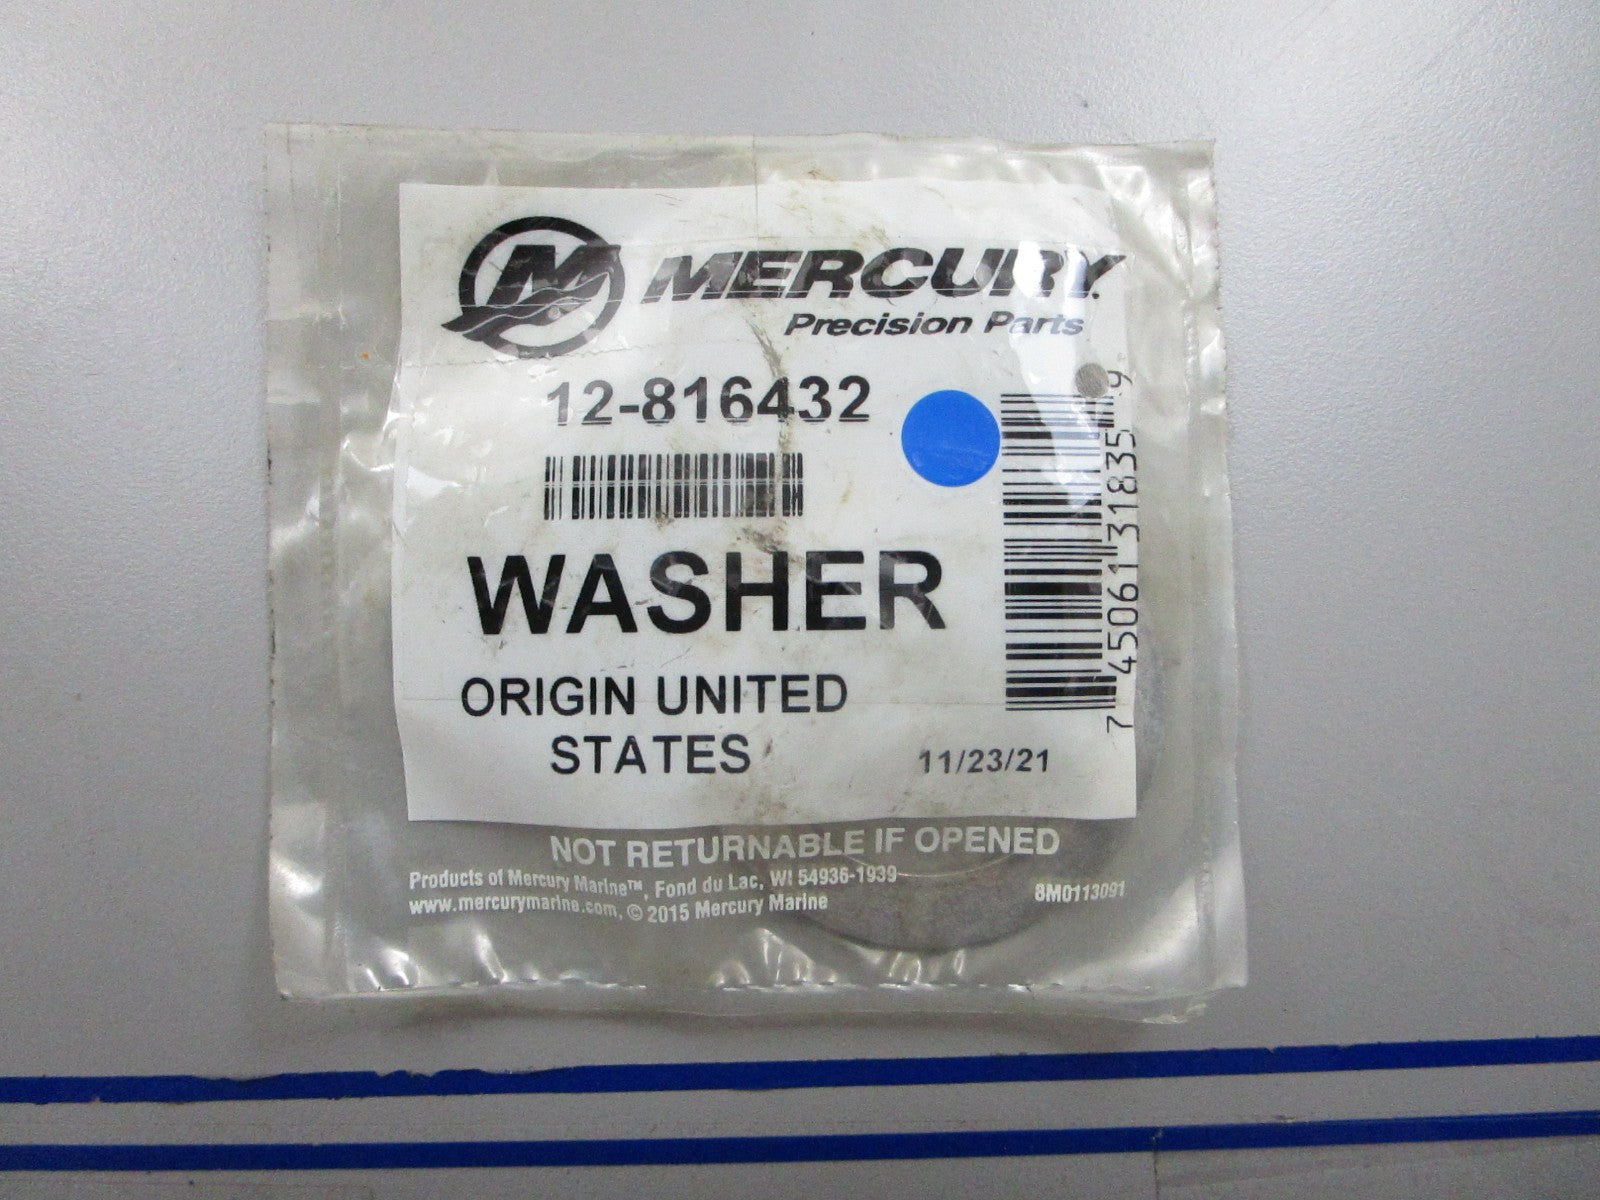 M MERCURY
Precision Parts
12-816432
WASHER
ORIGIN UNITED
STATES
11/23/21
7 45061 31835 9
NOT RETURNABLE IF OPENED
Products of Mercury Marine™, Fond du Lac, WI 54936-1939
www.mercurymarine.com, © 2015 Mercury Marine
8M0113091